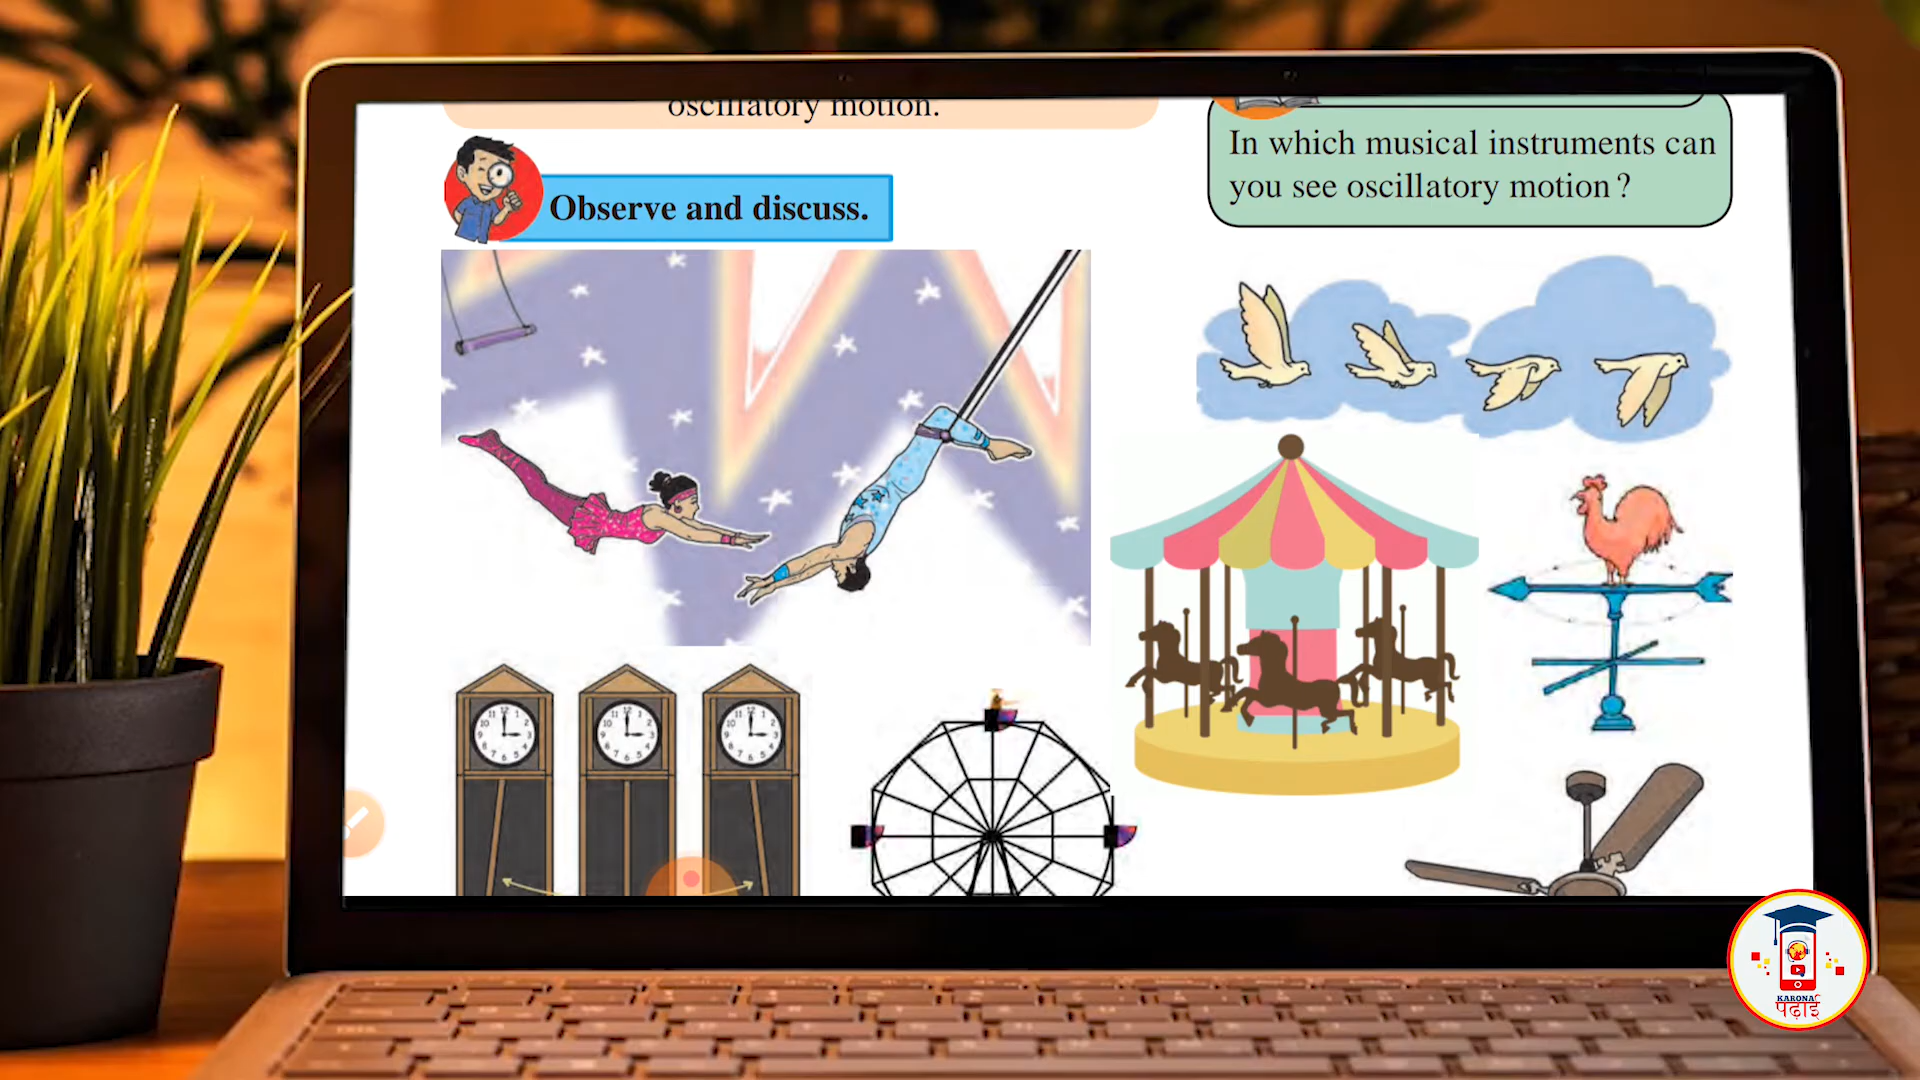 oscillatory motion.
Observe and discuss.
In which musical instruments can
you see oscillatory motion ?
KARONA
पढ़ाई